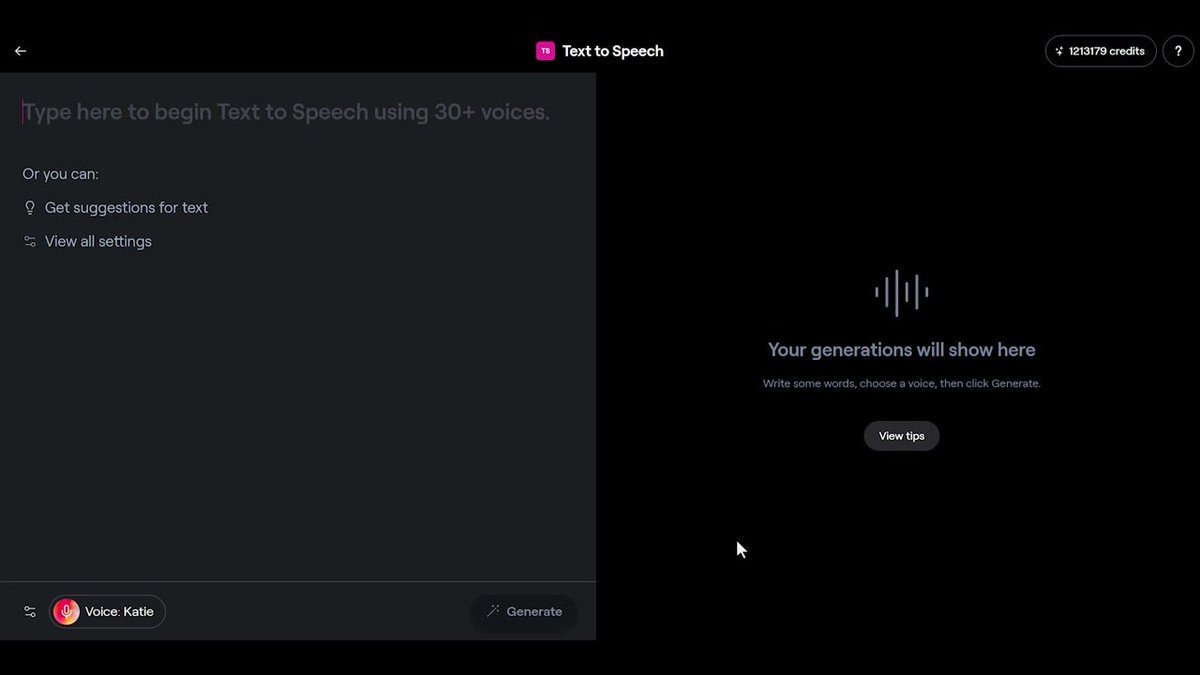 TS Text to Speech
1213179 credits
?
Type here to begin Text to Speech using 30+ voices.
Or you can:
Get suggestions for text
View all settings
Your generations will show here
Write some words, choose a voice, then click Generate.
View tips
Voice: Katie
Generate